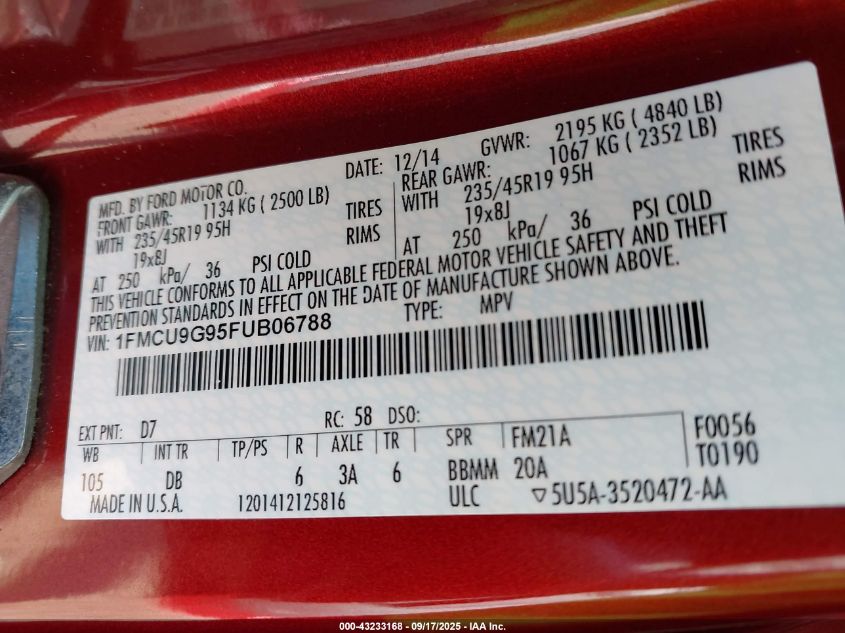 MFD. BY FORD MOTOR CO.
DATE: 12/14
GVWR: 2195 KG ( 4840 LB)
FRONT GAWR: 1134 KG ( 2500 LB)
WITH 235/45R19 95H TIRES
19x8J RIMS
AT 250 kPa/ 36 PSI COLD
REAR GAWR: 1067 KG ( 2352 LB)
WITH 235/45R19 95H TIRES
19x8J RIMS
AT 250 kPa/ 36 PSI COLD
THIS VEHICLE CONFORMS TO ALL APPLICABLE FEDERAL MOTOR VEHICLE SAFETY AND THEFT
PREVENTION STANDARDS IN EFFECT ON THE DATE OF MANUFACTURE SHOWN ABOVE.
VIN: 1FMCU9G95FUB06788
TYPE: MPV
EXT PNT: D7 RC: 58 DSO:
WB INT TR TP/PS R AXLE TR SPR FM21A F0056
105 DB 6 3A 6 BBMM 20A T0190
MADE IN U.S.A. 1201412125816 ULC ▽5U5A-3520472-AA
000-43233168 - 09/17/2025 - IAA Inc.